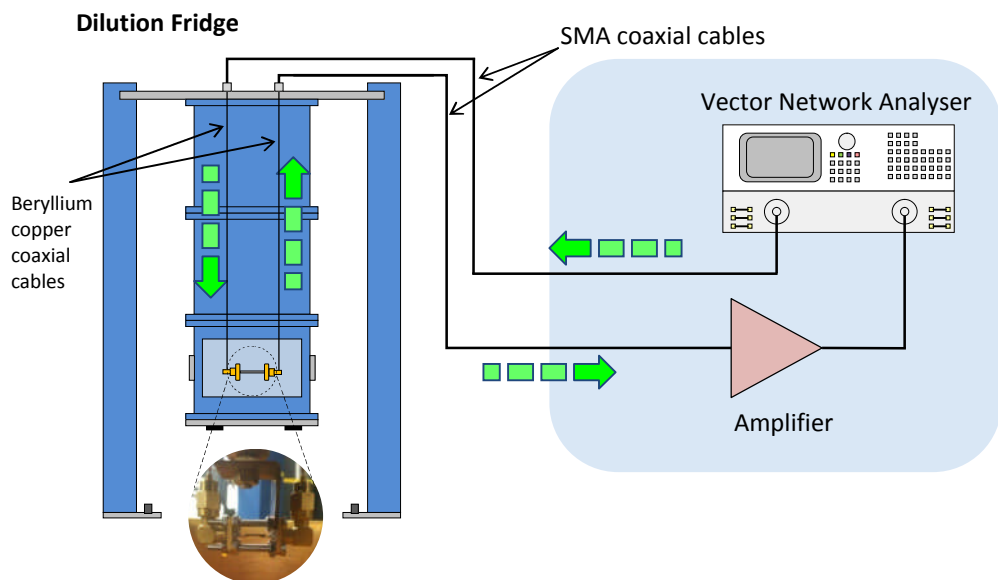 Dilution Fridge
SMA coaxial cables
Vector Network Analyser
Beryllium
copper
coaxial
cables
Amplifier